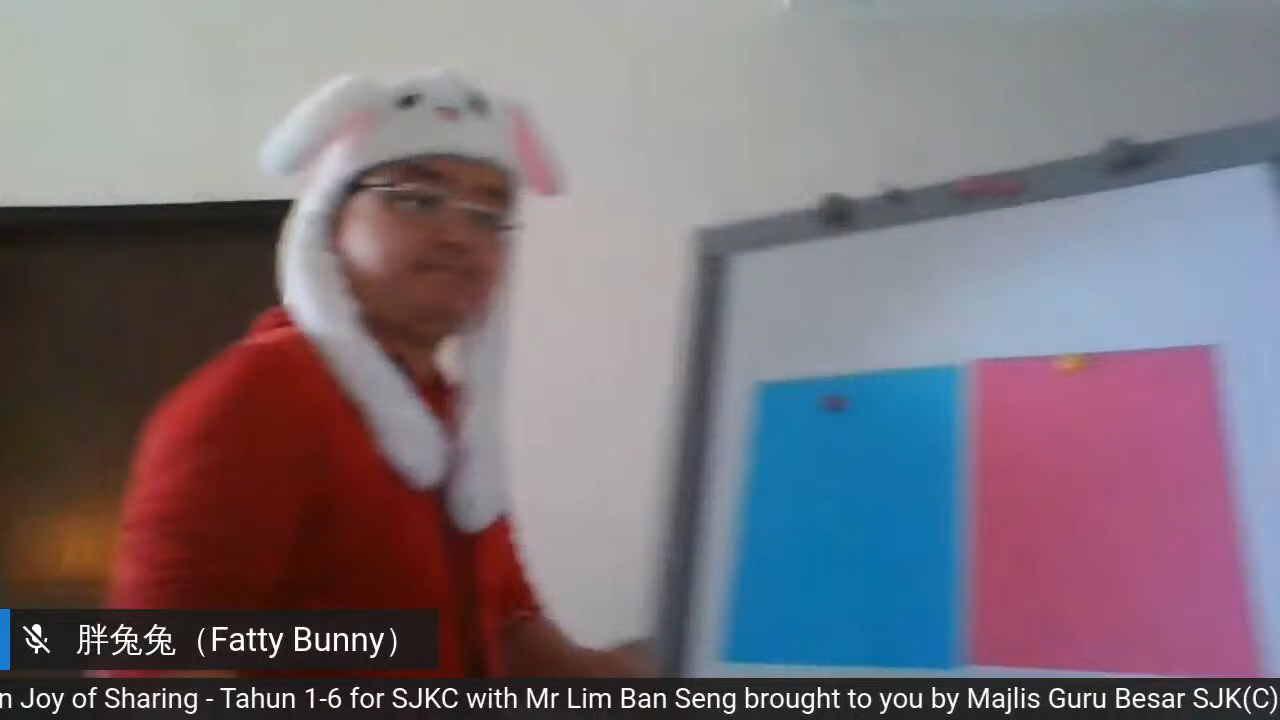 胖兔兔（Fatty Bunny）
n Joy of Sharing - Tahun 1-6 for SJKC with Mr Lim Ban Seng brought to you by Majlis Guru Besar SJK(C)